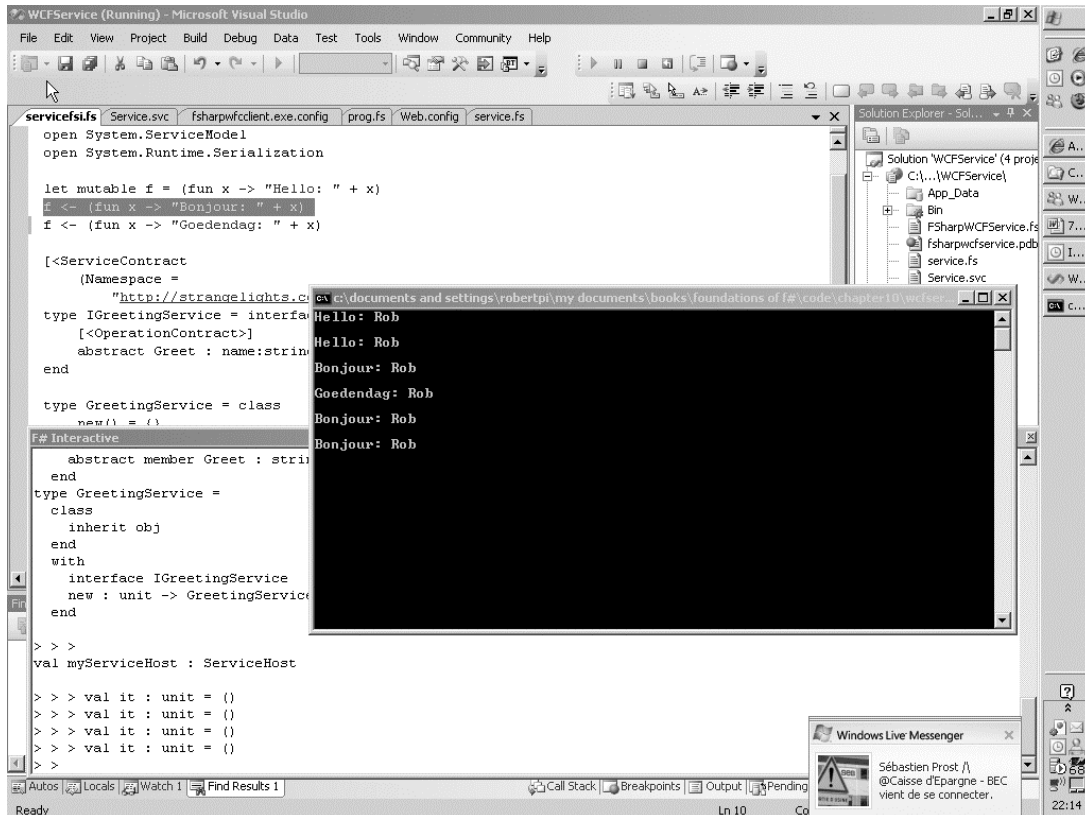 WCFService (Running) - Microsoft Visual Studio
File Edit View Project Build Debug Data Test Tools Window Community Help
servicefsi.fs Service.svc fsharpwfcclient.exe.config prog.fs Web.config service.fs
open System.ServiceModel
open System.Runtime.Serialization
let mutable f = (fun x -> "Hello: " + x)
f <- (fun x -> "Bonjour: " + x)
f <- (fun x -> "Goedendag: " + x)
[<ServiceContract
(Namespace =
"http://strangelights.c
type IGreetingService = interfa
[<OperationContract>]
abstract Greet : name:strin
end
type GreetingService = class
new() = {}
Solution Explorer - Sol...
Solution 'WCFService' (4 proje
C:\...\WCFService\
App_Data
Bin
FSharpWCFService.fs
fsharpwcfservice.pdb
service.fs
Service.svc
c:\documents and settings\robertpi\my documents\books\foundations of f#\code\chapter10\wcfser...
Hello: Rob
Hello: Rob
Bonjour: Rob
Goedendag: Rob
Bonjour: Rob
Bonjour: Rob
F# Interactive
abstract member Greet : stri
end
type GreetingService =
class
inherit obj
end
with
interface IGreetingService
new : unit -> GreetingService
end
> > >
val myServiceHost : ServiceHost
> > > val it : unit = ()
> > > val it : unit = ()
> > > val it : unit = ()
> > > val it : unit = ()
> >
Fin
Autos Locals Watch 1 Find Results 1 Call Stack Breakpoints Output Pending
Ready Ln 10 Co
Windows Live Messenger
Sébastien Prost /\
@Caisse d'Epargne - BEC
vient de se connecter.
A..
C...
W..
7...
I...
W..
c...
68
22:14